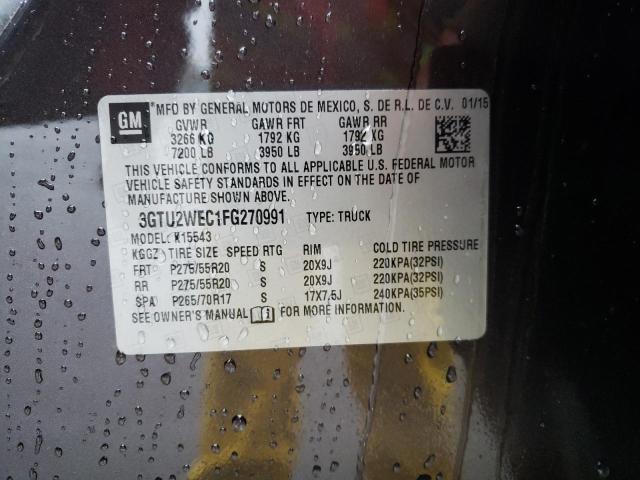 GM
®MFD BY GENERAL MOTORS DE MEXICO, S. DE R.L. DE C.V. 01/15
GVWR GAWR FRT GAWR RR
3266 KG 1792 KG 1792 KG
7200 LB 3950 LB 3950 LB
THIS VEHICLE CONFORMS TO ALL APPLICABLE U.S. FEDERAL MOTOR
VEHICLE SAFETY STANDARDS IN EFFECT ON THE DATE OF
MANUFACTURE SHOWN ABOVE.
3GTU2WEC1FG270991 TYPE: TRUCK
MODEL: K15543
KGGZ TIRE SIZE SPEED RTG RIM COLD TIRE PRESSURE
FRT P275/55R20 S 20X9J 220KPA(32PSI)
RR P275/55R20 S 20X9J 220KPA(32PSI)
SPA P265/70R17 S 17X7.5J 240KPA(35PSI)
SEE OWNER'S MANUAL i FOR MORE INFORMATION.